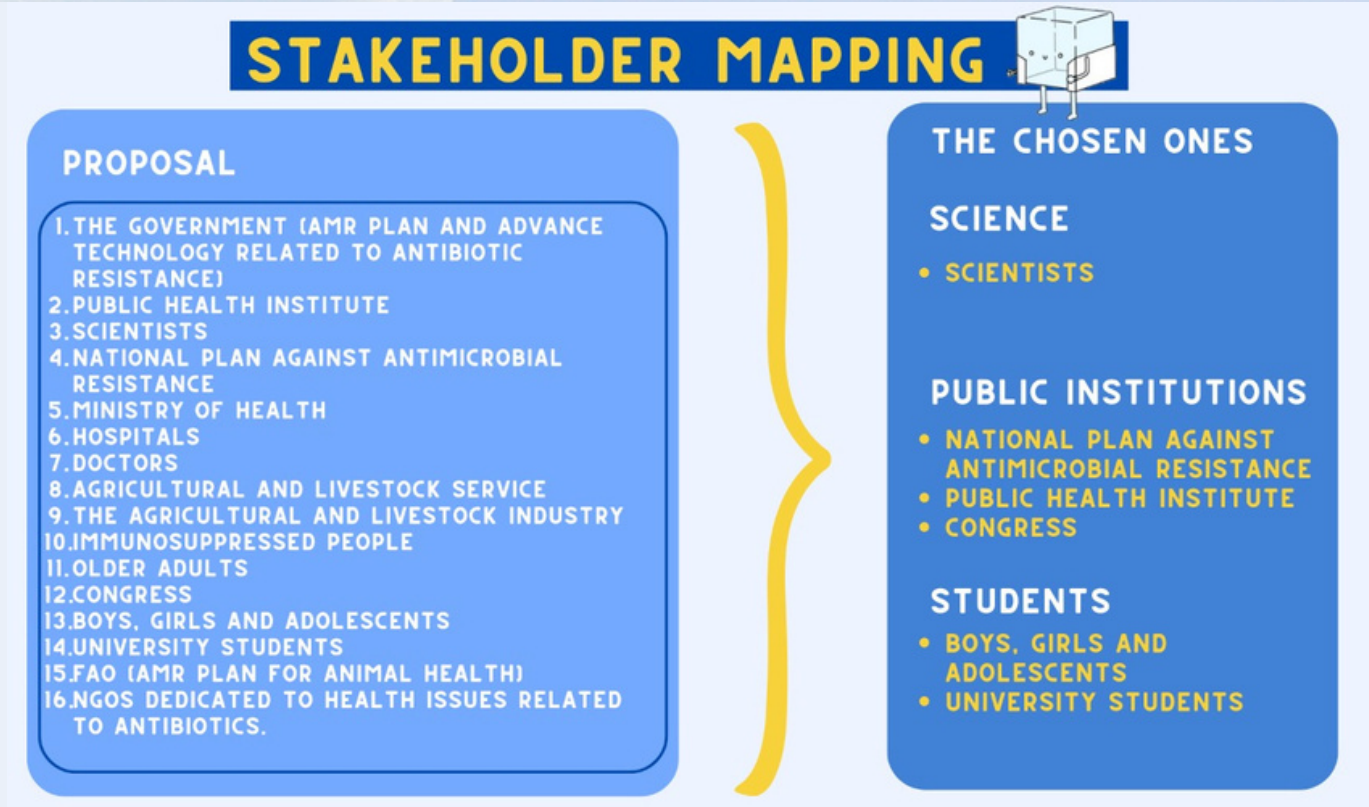 STAKEHOLDER MAPPING
PROPOSAL
1. THE GOVERNMENT (AMR PLAN AND ADVANCE
TECHNOLOGY RELATED TO ANTIBIOTIC
RESISTANCE)
2. PUBLIC HEALTH INSTITUTE
3. SCIENTISTS
4. NATIONAL PLAN AGAINST ANTIMICROBIAL
RESISTANCE
5. MINISTRY OF HEALTH
6. HOSPITALS
7. DOCTORS
8. AGRICULTURAL AND LIVESTOCK SERVICE
9. THE AGRICULTURAL AND LIVESTOCK INDUSTRY
10. IMMUNOSUPPRESSED PEOPLE
11. OLDER ADULTS
12. CONGRESS
13. BOYS, GIRLS AND ADOLESCENTS
14. UNIVERSITY STUDENTS
15. FAO (AMR PLAN FOR ANIMAL HEALTH)
16. NGOS DEDICATED TO HEALTH ISSUES RELATED
TO ANTIBIOTICS.
THE CHOSEN ONES
SCIENCE
• SCIENTISTS
PUBLIC INSTITUTIONS
• NATIONAL PLAN AGAINST
ANTIMICROBIAL RESISTANCE
• PUBLIC HEALTH INSTITUTE
• CONGRESS
STUDENTS
• BOYS, GIRLS AND
ADOLESCENTS
• UNIVERSITY STUDENTS